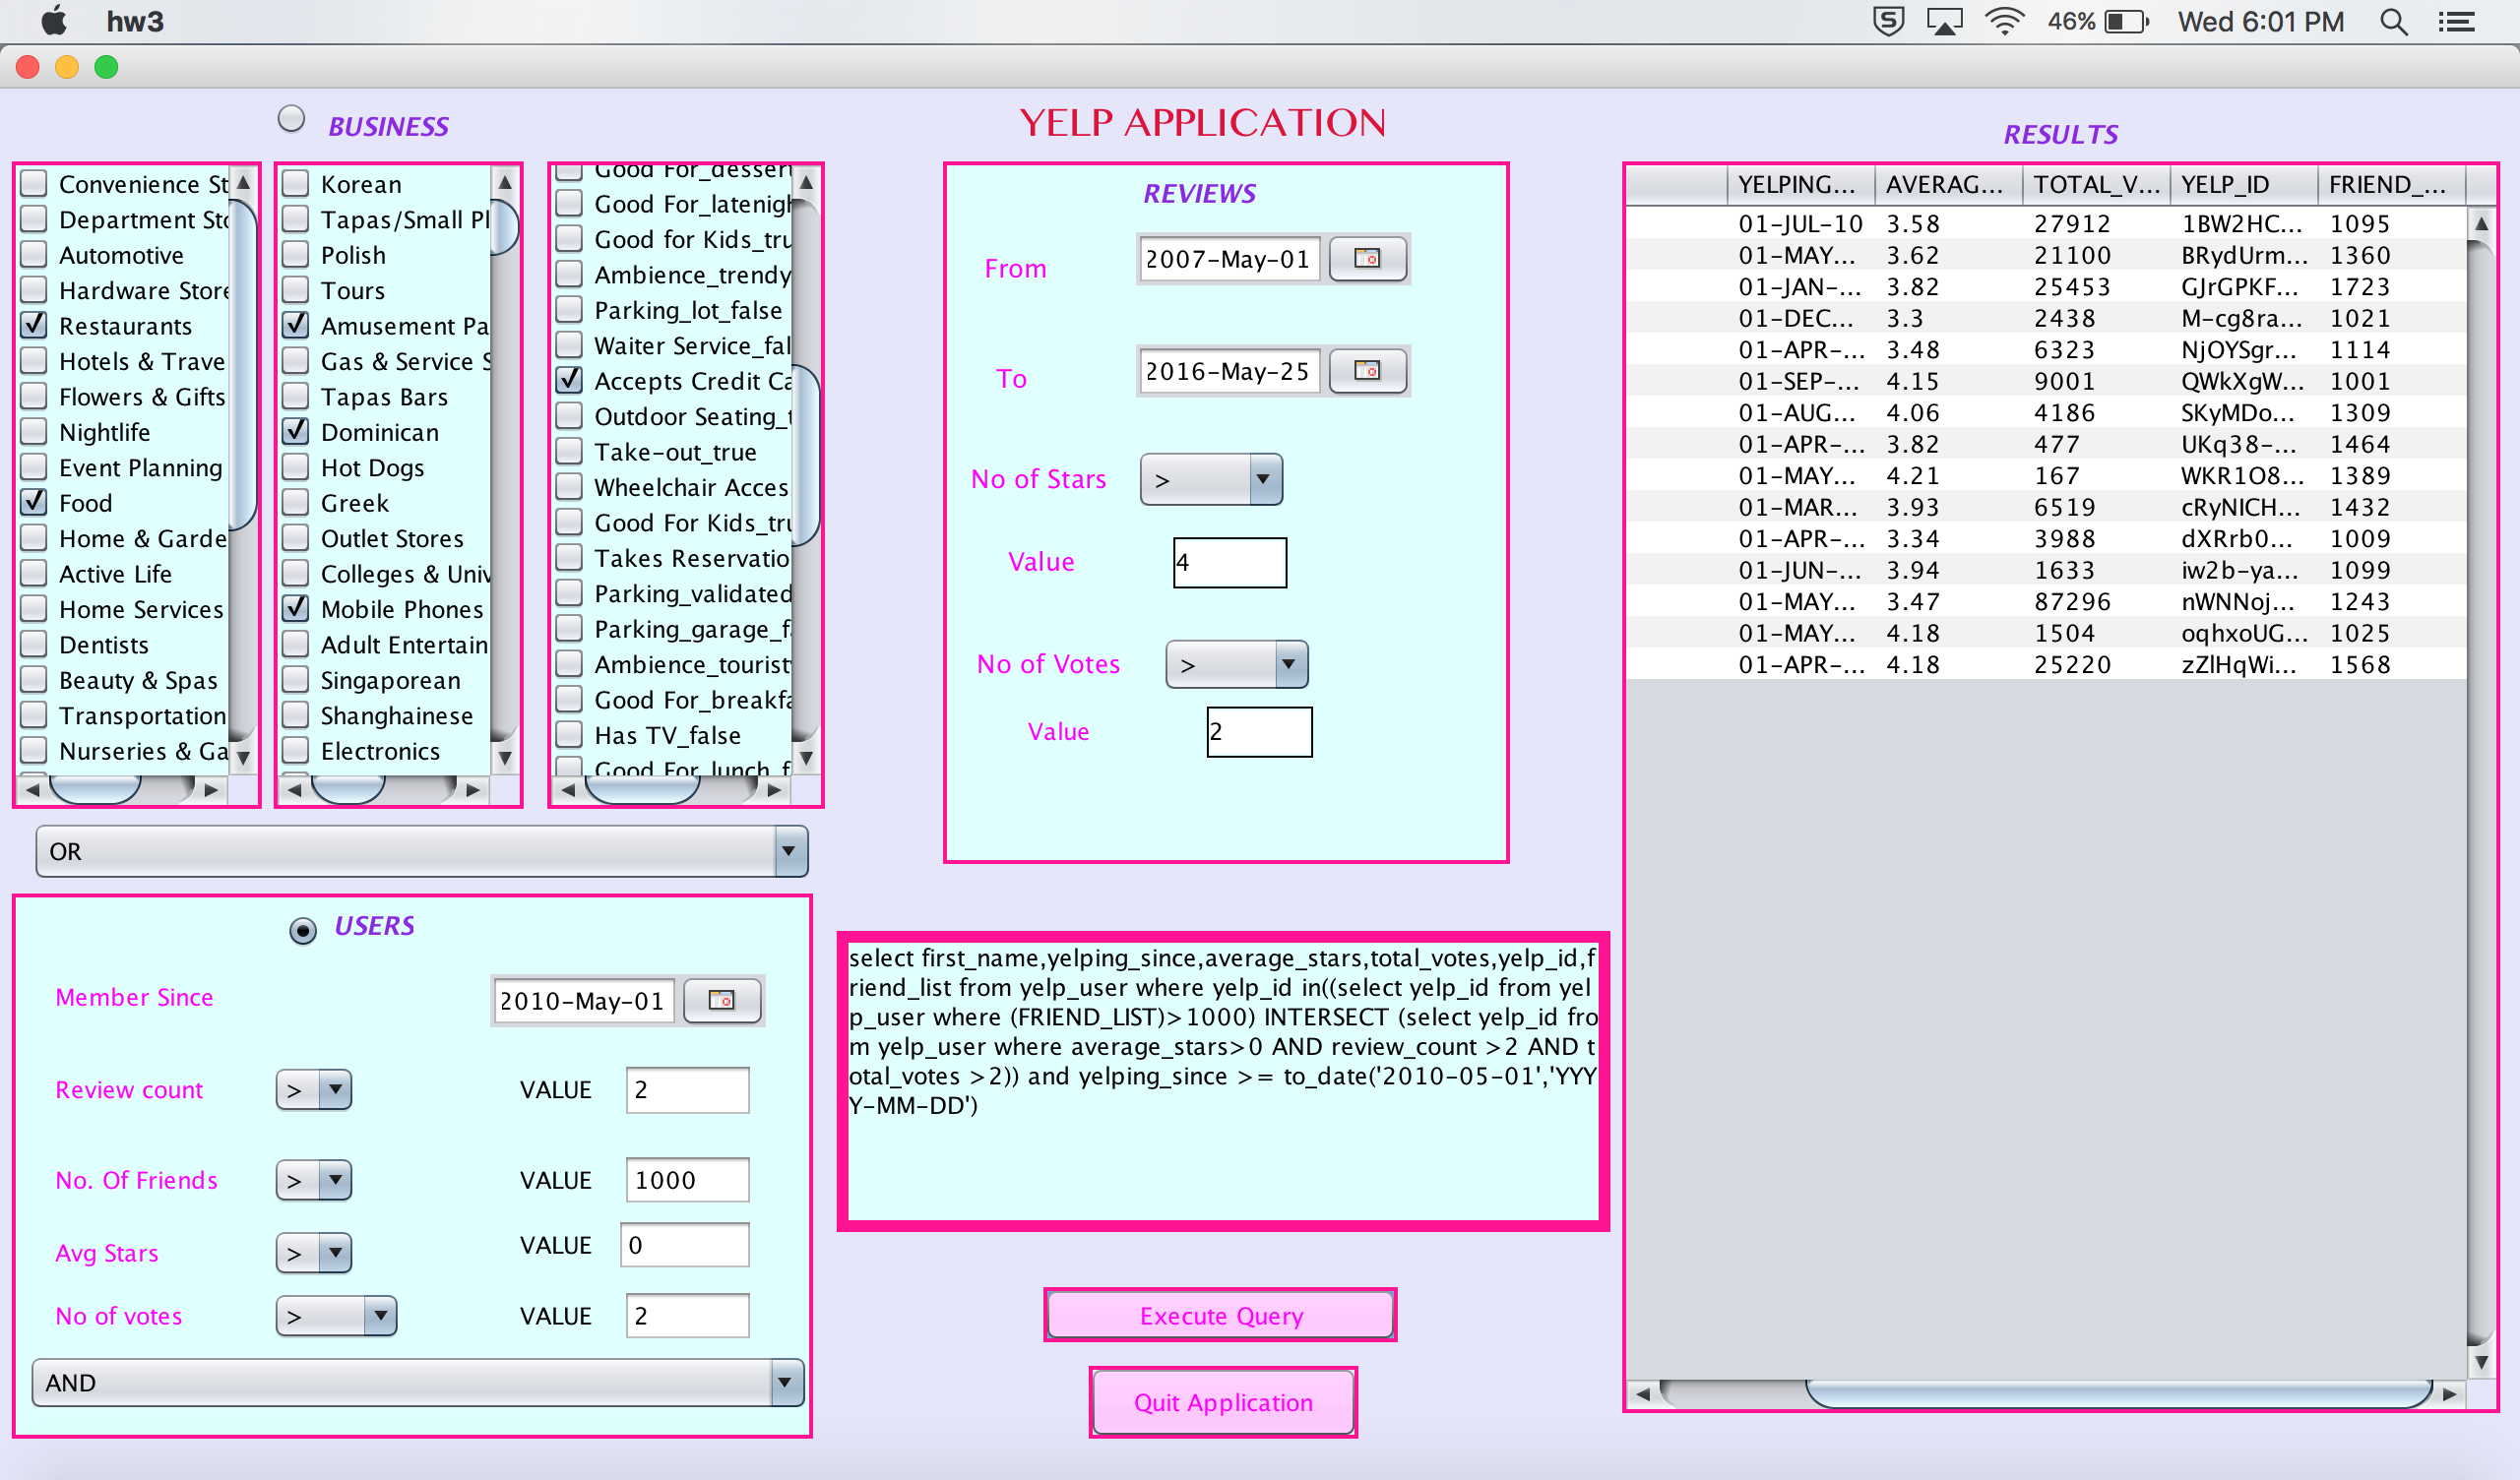 hw3
46%
Wed 6:01 PM
BUSINESS
YELP APPLICATION
RESULTS
Convenience St
Department Sto
Automotive
Hardware Store
Restaurants
Hotels & Trave
Flowers & Gifts
Nightlife
Event Planning
Food
Home & Garde
Active Life
Home Services
Dentists
Beauty & Spas
Transportation
Nurseries & Ga
Korean
Tapas/Small Pl
Polish
Tours
Amusement Pa
Gas & Service S
Tapas Bars
Dominican
Hot Dogs
Greek
Outlet Stores
Colleges & Univ
Mobile Phones
Adult Entertain
Singaporean
Shanghainese
Electronics
Good For_dessert
Good For_latenigh
Good for Kids_tru
Ambience_trendy
Parking_lot_false
Waiter Service_fal
Accepts Credit Ca
Outdoor Seating_t
Take-out_true
Wheelchair Acces
Good For Kids_tru
Takes Reservatio
Parking_validated
Parking_garage_fa
Ambience_touristy
Good For_breakfa
Has TV_false
Good For_lunch_f
OR
REVIEWS
From 2007-May-01
To 2016-May-25
No of Stars >
Value 4
No of Votes >
Value 2
YELPING... AVERAG... TOTAL_V... YELP_ID FRIEND_...
01-JUL-10 3.58 27912 1BW2HC... 1095
01-MAY... 3.62 21100 BRydUrm... 1360
01-JAN-... 3.82 25453 GJrGPKF... 1723
01-DEC... 3.3 2438 M-cg8ra... 1021
01-APR-... 3.48 6323 NjOYSgr... 1114
01-SEP-... 4.15 9001 QWkXgW... 1001
01-AUG... 4.06 4186 SKyMDo... 1309
01-APR-... 3.82 477 UKq38-... 1464
01-MAY... 4.21 167 WKR1O8... 1389
01-MAR... 3.93 6519 cRyNICH... 1432
01-APR-... 3.34 3988 dXRrb0... 1009
01-JUN-... 3.94 1633 iw2b-ya... 1099
01-MAY... 3.47 87296 nWNNoj... 1243
01-MAY... 4.18 1504 oqhxoUG... 1025
01-APR-... 4.18 25220 zZlHqWi... 1568
USERS
Member Since 2010-May-01
Review count > VALUE 2
No. Of Friends > VALUE 1000
Avg Stars > VALUE 0
No of votes > VALUE 2
AND
select first_name,yelping_since,average_stars,total_votes,yelp_id,f
riend_list from yelp_user where yelp_id in((select yelp_id from yel
p_user where (FRIEND_LIST)>1000) INTERSECT (select yelp_id fro
m yelp_user where average_stars>0 AND review_count >2 AND t
otal_votes >2)) and yelping_since >= to_date('2010-05-01','YYY
Y-MM-DD')
Execute Query
Quit Application